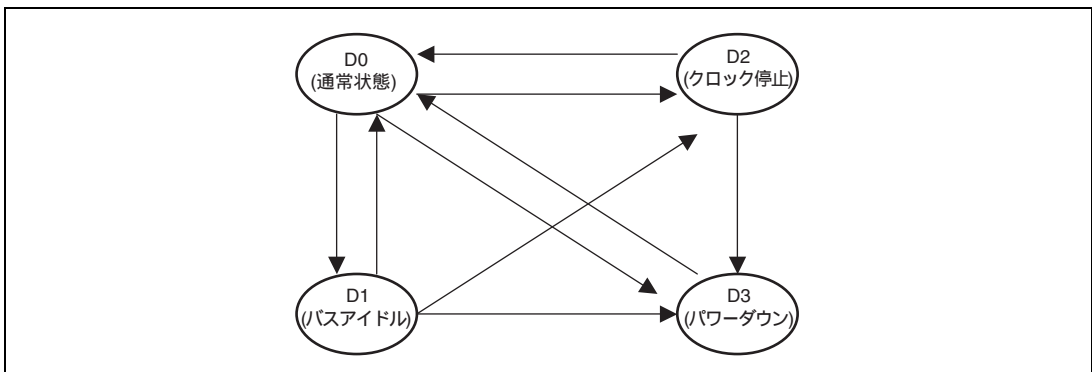 D0
(通常状態)
D2
(クロック停止)
D1
(バスアイドル)
D3
(パワーダウン)